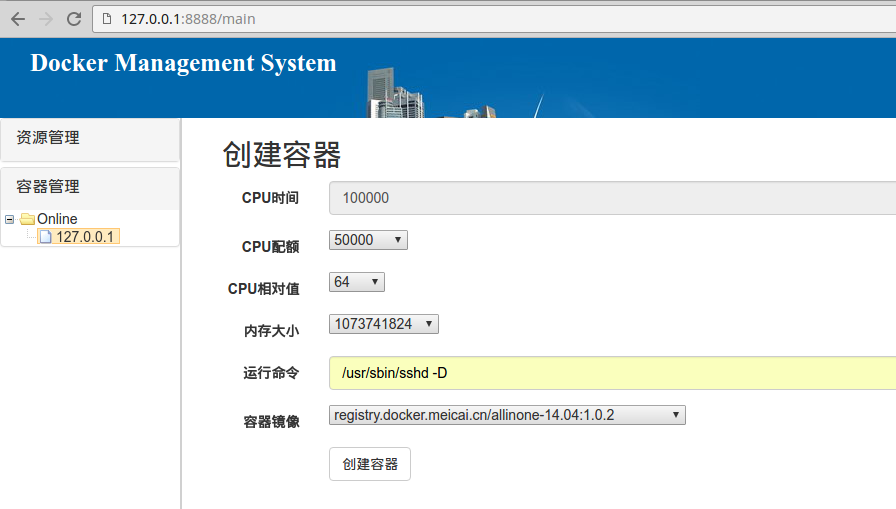 127.0.0.1:8888/main
Docker Management System
资源管理
容器管理
Online
127.0.0.1
创建容器
CPU时间 100000
CPU配额 50000
CPU相对值 64
内存大小 1073741824
运行命令 /usr/sbin/sshd -D
容器镜像 registry.docker.meicai.cn/allinone-14.04:1.0.2
创建容器